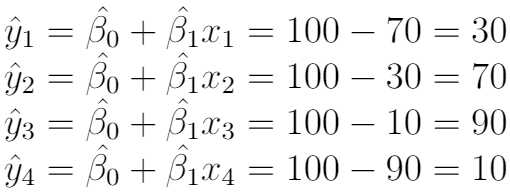 ŷ₁ = β̂₀ + β̂₁x₁ = 100 − 70 = 30
ŷ₂ = β̂₀ + β̂₁x₂ = 100 − 30 = 70
ŷ₃ = β̂₀ + β̂₁x₃ = 100 − 10 = 90
ŷ₄ = β̂₀ + β̂₁x₄ = 100 − 90 = 10